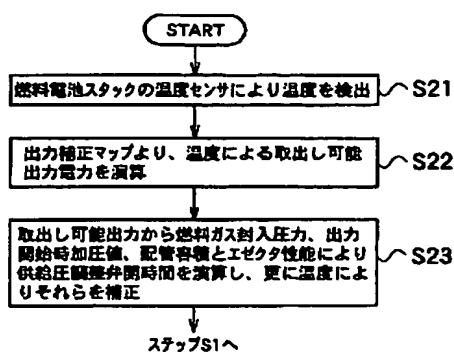 START
燃料電池スタックの温度センサにより温度を検出
S21
出力補正マップより、温度による取出し可能
出力電力を演算
S22
取出し可能出力から燃料ガス封入圧力、出力
開始時加圧値、配管容積とエゼクタ性能により
供給圧調整弁開時間を演算し、更に温度によ
りそれらを補正
S23
ステップS1へ